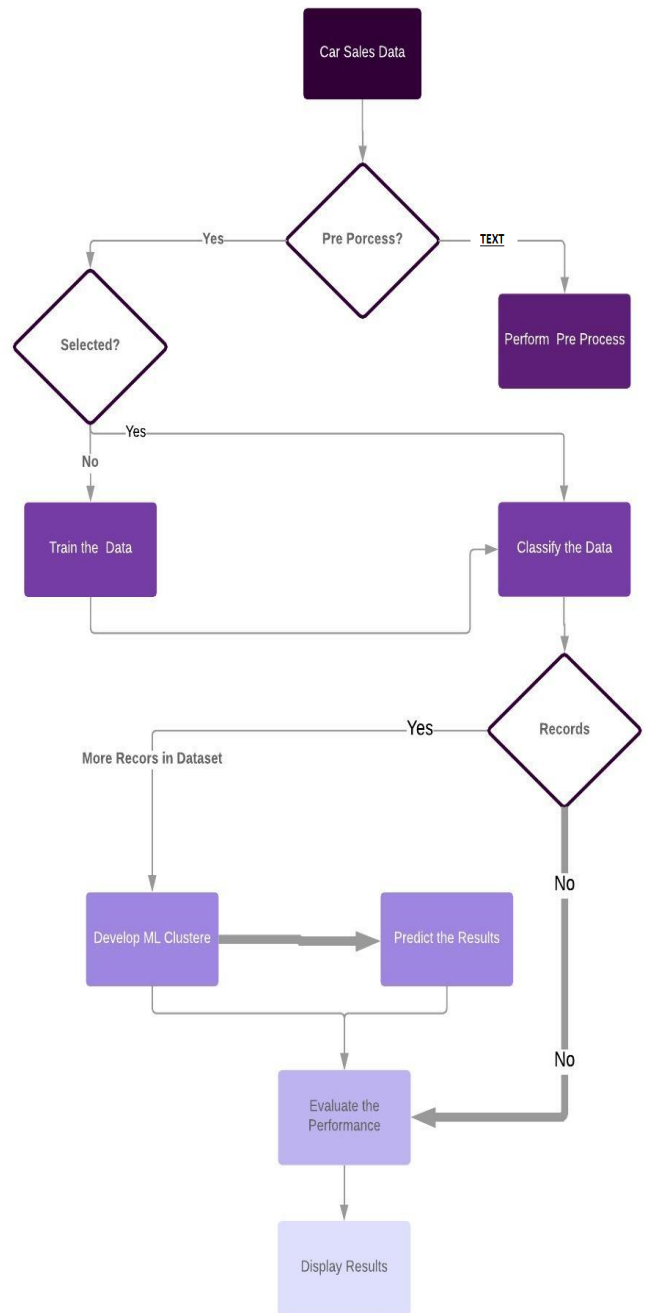 Car Sales Data
Pre Porcess?
Yes
TEXT
Perform Pre Process
Selected?
Yes
No
Train the Data
Classify the Data
Records
Yes
More Recors in Dataset
No
Develop ML Clustere
Predict the Results
No
Evaluate the
Performance
Display Results